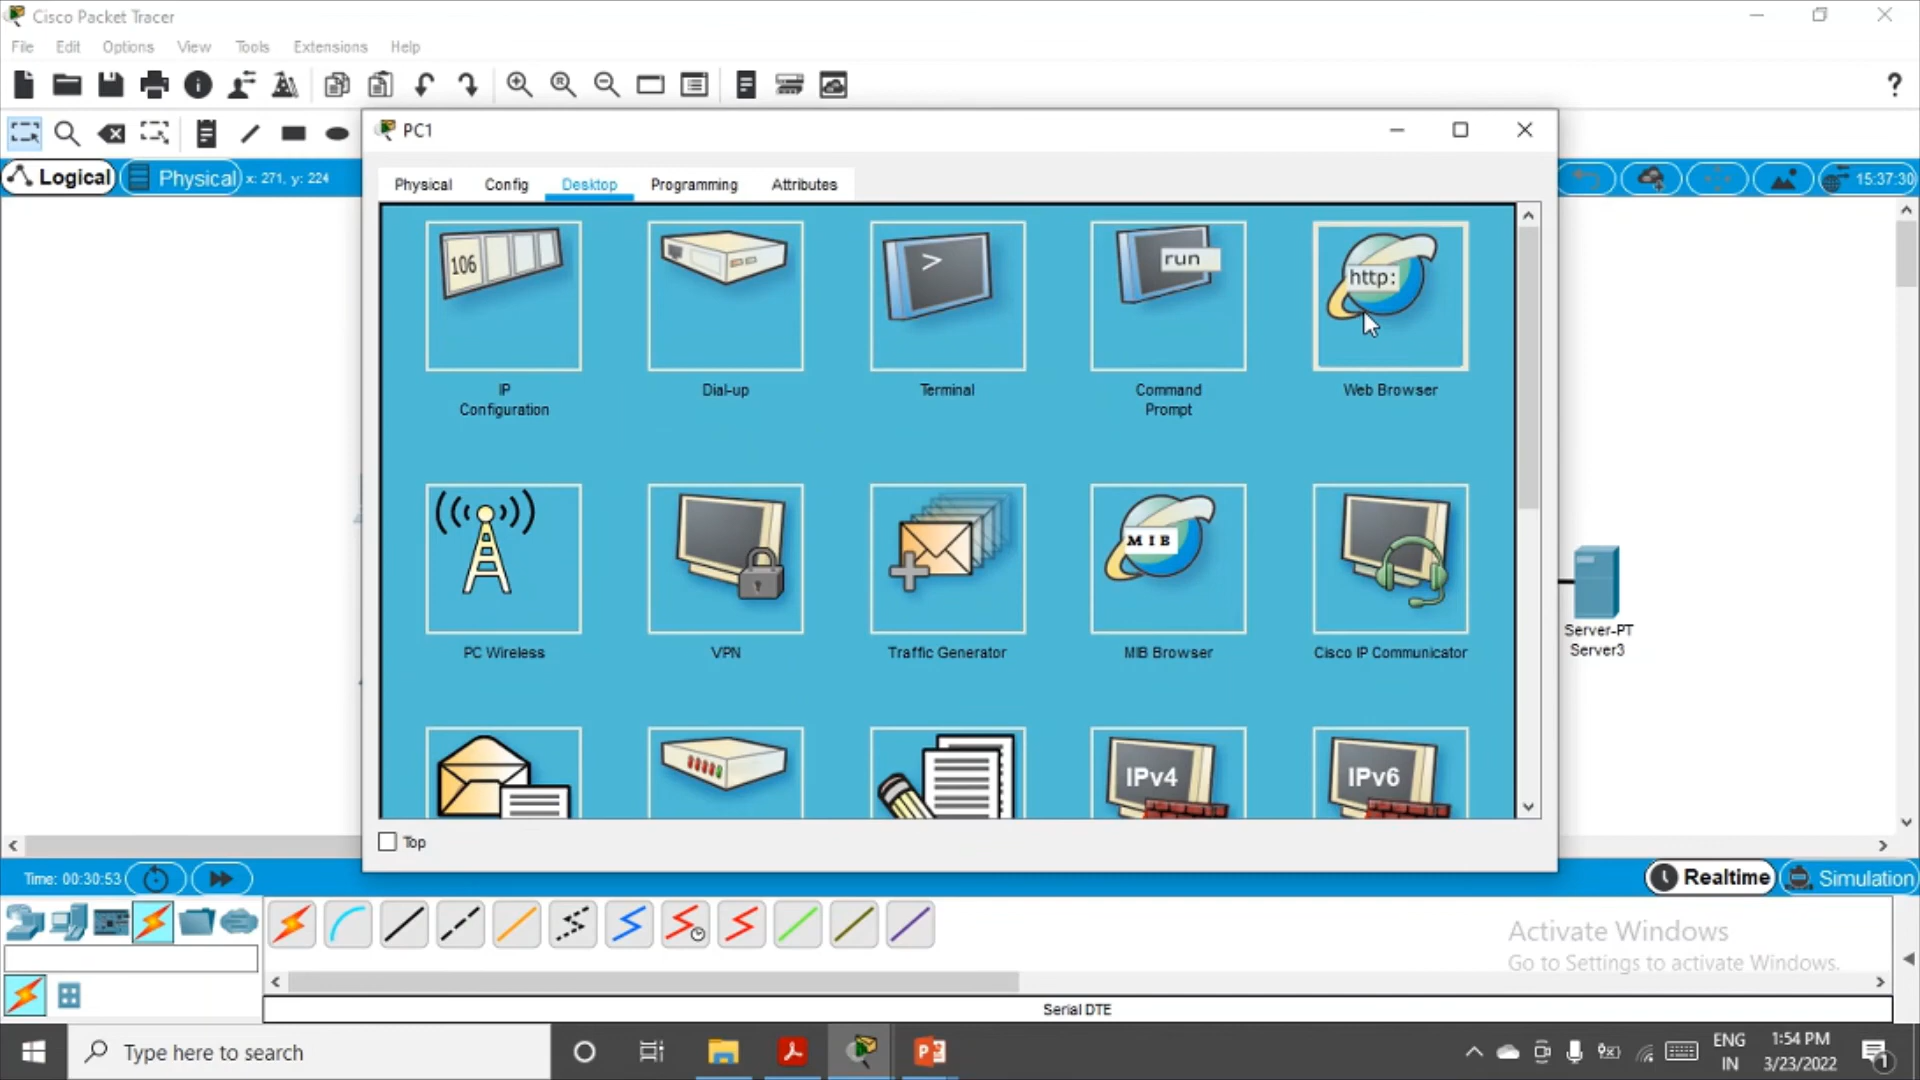 Cisco Packet Tracer
File Edit Options View Tools Extensions Help
?
PC1
Logical Physical x: 271, y: 224
15:37:30
Physical Config Desktop Programming Attributes
106
>
run
http:
IP Configuration
Dial-up
Terminal
Command Prompt
Web Browser
MIB
PC Wireless
VPN
Traffic Generator
MIB Browser
Cisco IP Communicator
IPv4
IPv6
Server-PT
Server3
Top
Time: 00:30:53
Realtime Simulation
Activate Windows
Go to Settings to activate Windows.
Serial DTE
Type here to search
ENG
IN
1:54 PM
3/23/2022
1